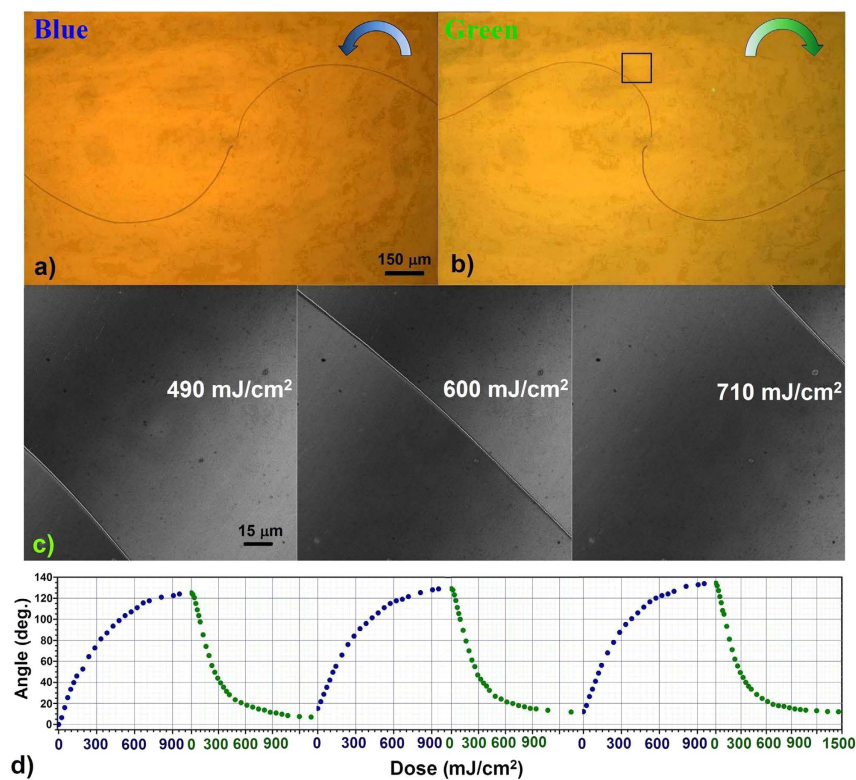 Blue
Green
a)
150 μm
b)
490 mJ/cm²
600 mJ/cm²
710 mJ/cm²
c)
15 μm
140
120
100
80
60
40
20
0
Angle (deg.)
0 300 600 900 0 300 600 900 0 300 600 900 0 300 600 900 0 300 600 900 0 300 600 900 1500
d)
Dose (mJ/cm²)